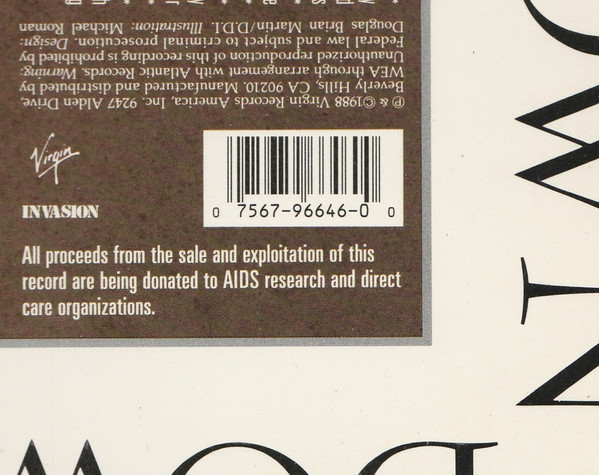 ℗ & ©1988 Virgin Records America, Inc. 9247 Alden Drive,
Beverly Hills, CA 90210. Manufactured and distributed by
WEA through arrangement with Atlantic Records. Warning:
Unauthorized reproduction of this recording is prohibited by
Federal law and subject to criminal prosecution. Design:
Douglas Brian Martin/D.D.I. Illustration: Michael Roman
Virgin
INVASION
0 7567-96646-0 0
All proceeds from the sale and exploitation of this
record are being donated to AIDS research and direct
care organizations.